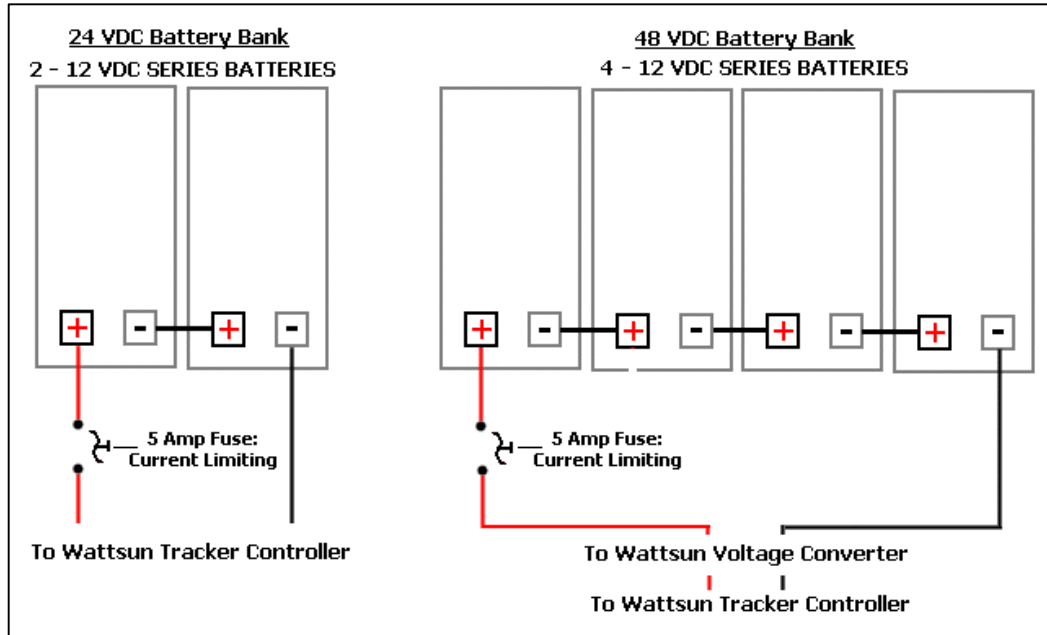 24 VDC Battery Bank
2 - 12 VDC SERIES BATTERIES
+
-
+
-
5 Amp Fuse:
Current Limiting
To Wattsun Tracker Controller
48 VDC Battery Bank
4 - 12 VDC SERIES BATTERIES
+
-
+
-
+
-
+
-
5 Amp Fuse:
Current Limiting
To Wattsun Voltage Converter
To Wattsun Tracker Controller